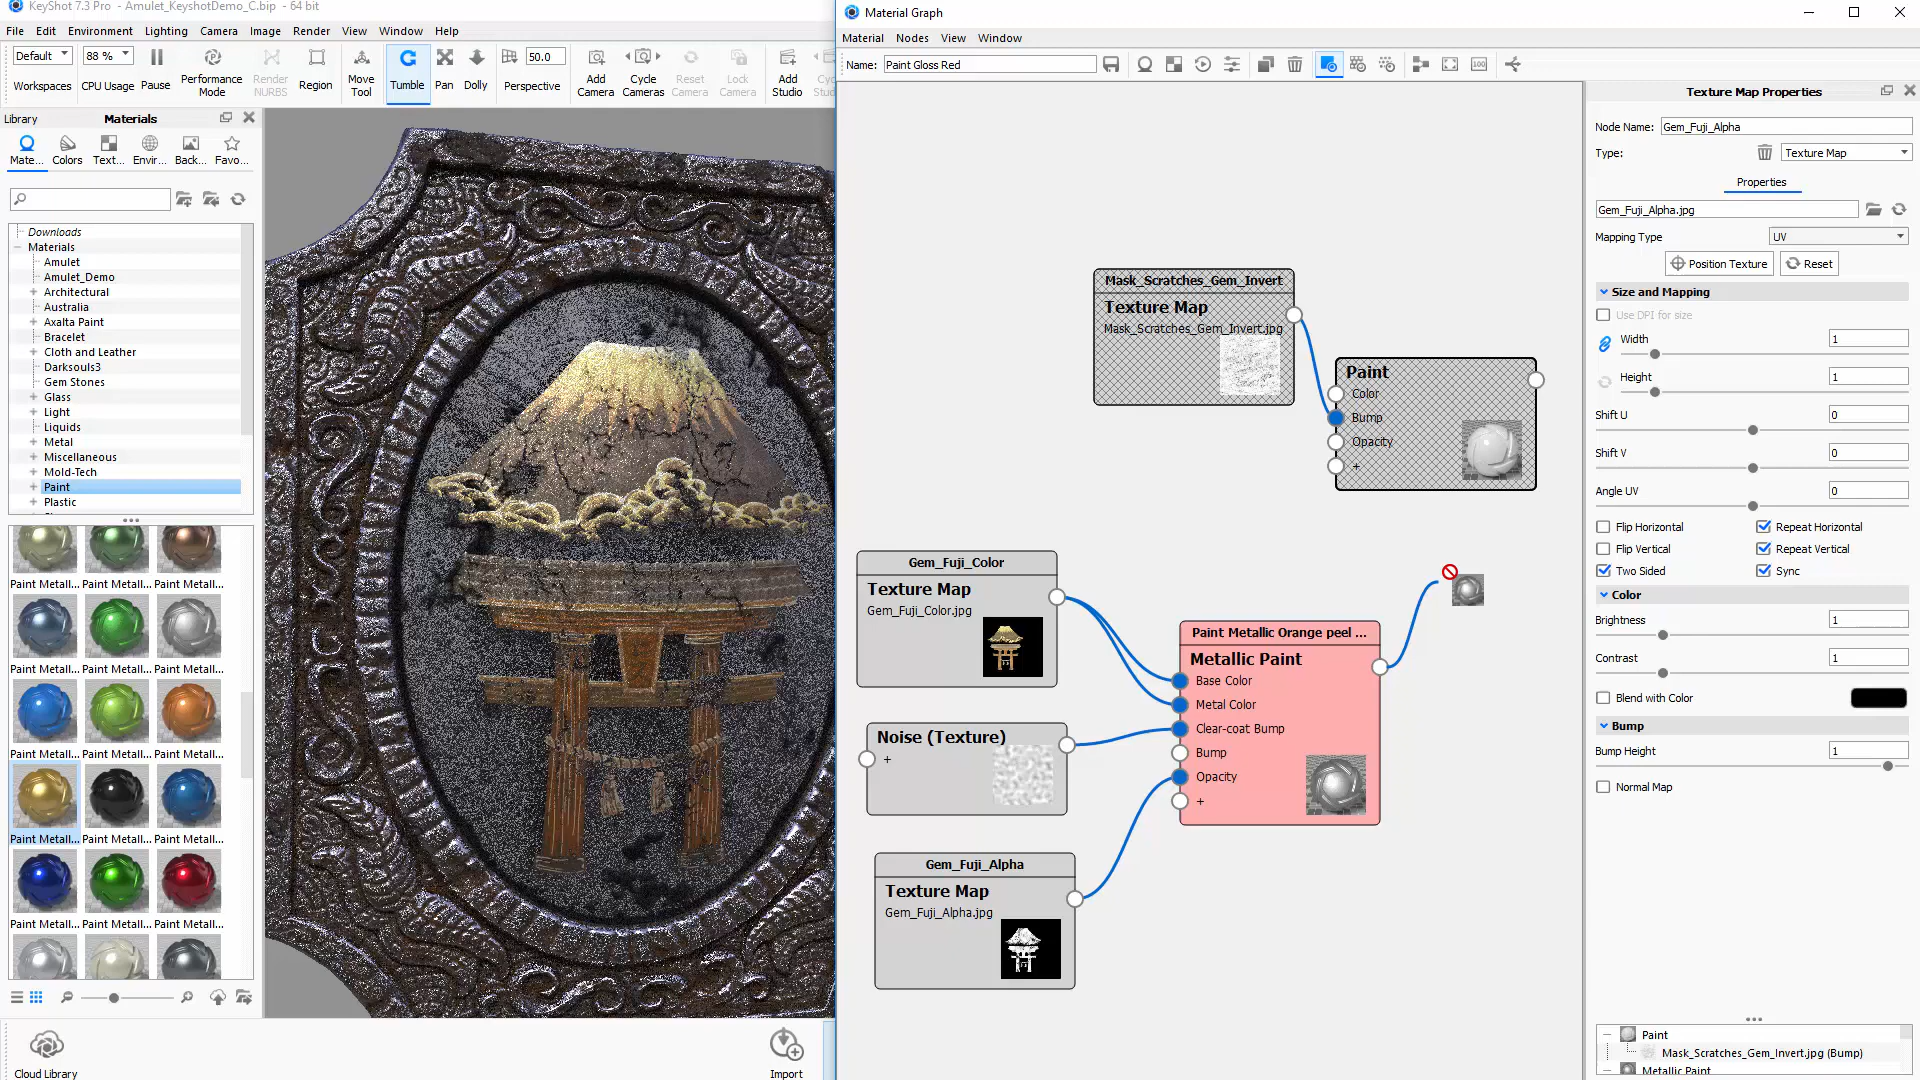 KeyShot 7.3 Pro - Amulet_KeyshotDemo_C.bip - 64 bit
File Edit Environment Lighting Camera Image Render View Window Help
Default
88 %
50.0
Workspaces
CPU Usage
Pause
Performance Mode
Render NURBS
Region
Move Tool
Tumble
Pan
Dolly
Perspective
Add Camera
Cycle Cameras
Reset Camera
Lock Camera
Add Studio
Library
Materials
Mate... Colors Text... Envir... Back... Favo...
Downloads
Materials
Amulet
Amulet_Demo
Architectural
Australia
Axalta Paint
Bracelet
Cloth and Leather
Darksouls3
Gem Stones
Glass
Light
Liquids
Metal
Miscellaneous
Mold-Tech
Paint
Plastic
Paint Metall... Paint Metall... Paint Metall...
Paint Metall... Paint Metall... Paint Metall...
Paint Metall... Paint Metall... Paint Metall...
Paint Metall... Paint Metall... Paint Metall...
Paint Metall... Paint Metall... Paint Metall...
Cloud Library
Import
Material Graph
Material Nodes View Window
Name: Paint Gloss Red
100
Mask_Scratches_Gem_Invert
Texture Map
Mask_Scratches_Gem_Invert.jpg
Paint
Color
Bump
Opacity
+
Gem_Fuji_Color
Texture Map
Gem_Fuji_Color.jpg
Noise (Texture)
+
Gem_Fuji_Alpha
Texture Map
Gem_Fuji_Alpha.jpg
Paint Metallic Orange peel ...
Metallic Paint
Base Color
Metal Color
Clear-coat Bump
Bump
Opacity
+
Texture Map Properties
Node Name: Gem_Fuji_Alpha
Type: Texture Map
Properties
Gem_Fuji_Alpha.jpg
Mapping Type UV
Position Texture Reset
Size and Mapping
Use DPI for size
Width 1
Height 1
Shift U 0
Shift V 0
Angle UV 0
Flip Horizontal Repeat Horizontal
Flip Vertical Repeat Vertical
Two Sided Sync
Color
Brightness 1
Contrast 1
Blend with Color
Bump
Bump Height 1
Normal Map
Paint
Mask_Scratches_Gem_Invert.jpg (Bump)
Metallic Paint